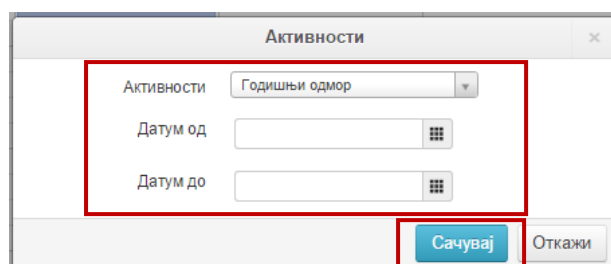 Активности
Активности Годишњи одмор
Датум од
Датум до
Сачувај Откажи